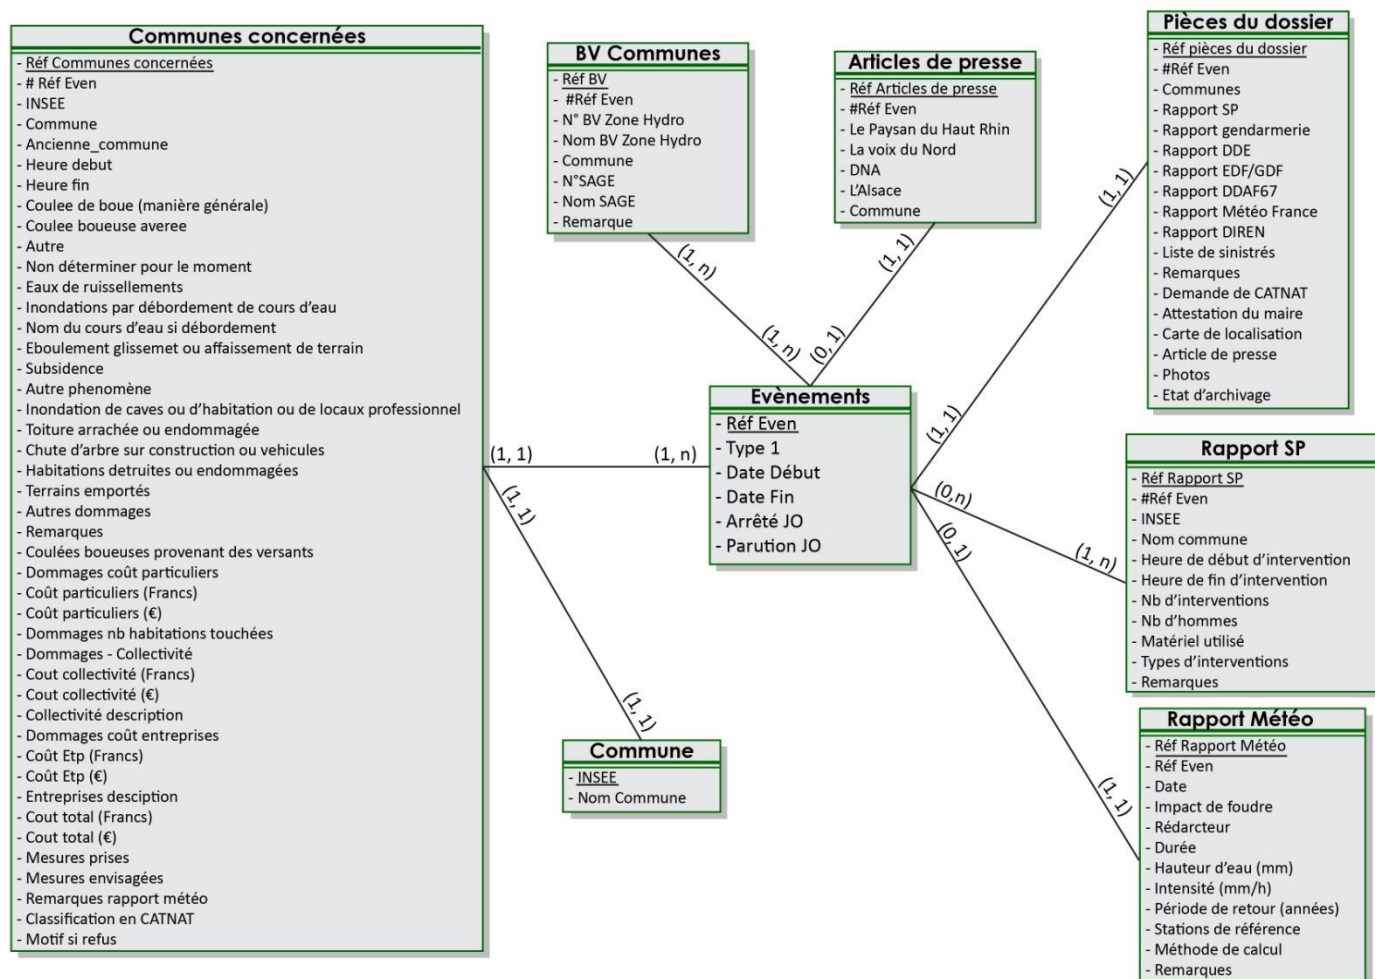 Communes concernées
- Réf Communes concernées
- # Réf Even
- INSEE
- Commune
- Ancienne_commune
- Heure debut
- Heure fin
- Coulee de boue (manière générale)
- Coulee boueuse averee
- Autre
- Non déterminer pour le moment
- Eaux de ruissellements
- Inondations par débordement de cours d'eau
- Nom du cours d'eau si débordement
- Eboulement glissemet ou affaissement de terrain
- Subsidence
- Autre phenomène
- Inondation de caves ou d'habitation ou de locaux professionnel
- Toiture arrachée ou endommagée
- Chute d'arbre sur construction ou vehicules
- Habitations detruites ou endommagées
- Terrains emportés
- Autres dommages
- Remarques
- Coulées boueuses provenant des versants
- Dommages coût particuliers
- Coût particuliers (Francs)
- Coût particuliers (€)
- Dommages nb habitations touchées
- Dommages - Collectivité
- Cout collectivité (Francs)
- Cout collectivité (€)
- Collectivité description
- Dommages coût entreprises
- Coût Etp (Francs)
- Coût Etp (€)
- Entreprises desciption
- Cout total (Francs)
- Cout total (€)
- Mesures prises
- Mesures envisagées
- Remarques rapport météo
- Classification en CATNAT
- Motif si refus
BV Communes
- Réf BV
- #Réf Even
- N° BV Zone Hydro
- Nom BV Zone Hydro
- Commune
- N°SAGE
- Nom SAGE
- Remarque
Articles de presse
- Réf Articles de presse
- #Réf Even
- Le Paysan du Haut Rhin
- La voix du Nord
- DNA
- L'Alsace
- Commune
Pièces du dossier
- Réf pièces du dossier
- #Réf Even
- Communes
- Rapport SP
- Rapport gendarmerie
- Rapport DDE
- Rapport EDF/GDF
- Rapport DDAF67
- Rapport Météo France
- Rapport DIREN
- Liste de sinistrés
- Remarques
- Demande de CATNAT
- Attestation du maire
- Carte de localisation
- Article de presse
- Photos
- Etat d'archivage
(1, n)
(1, n)
(1, 1)
(0, 1)
(1, 1)
(1, 1)
Evènements
- Réf Even
- Type 1
- Date Début
- Date Fin
- Arrêté JO
- Parution JO
(1, 1)
(1, n)
(1, 1)
(1, 1)
(0,n)
(1, n)
(0, 1)
(1, 1)
Commune
- INSEE
- Nom Commune
Rapport SP
- Réf Rapport SP
- #Réf Even
- INSEE
- Nom commune
- Heure de début d'intervention
- Heure de fin d'intervention
- Nb d'interventions
- Nb d'hommes
- Matériel utilisé
- Types d'interventions
- Remarques
Rapport Météo
- Réf Rapport Météo
- Réf Even
- Date
- Impact de foudre
- Rédarcteur
- Durée
- Hauteur d'eau (mm)
- Intensité (mm/h)
- Période de retour (années)
- Stations de référence
- Méthode de calcul
- Remarques